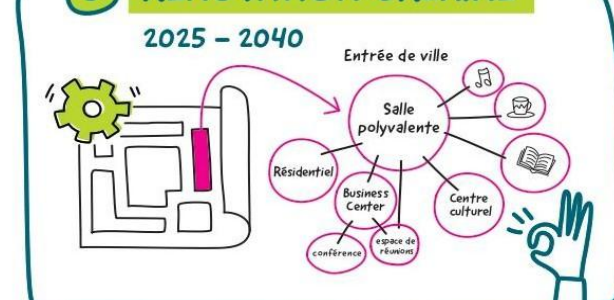 2025 – 2040
Entrée de ville
Salle
polyvalente
Résidentiel
Business
Center
Centre
culturel
conférence
espace de
réunions